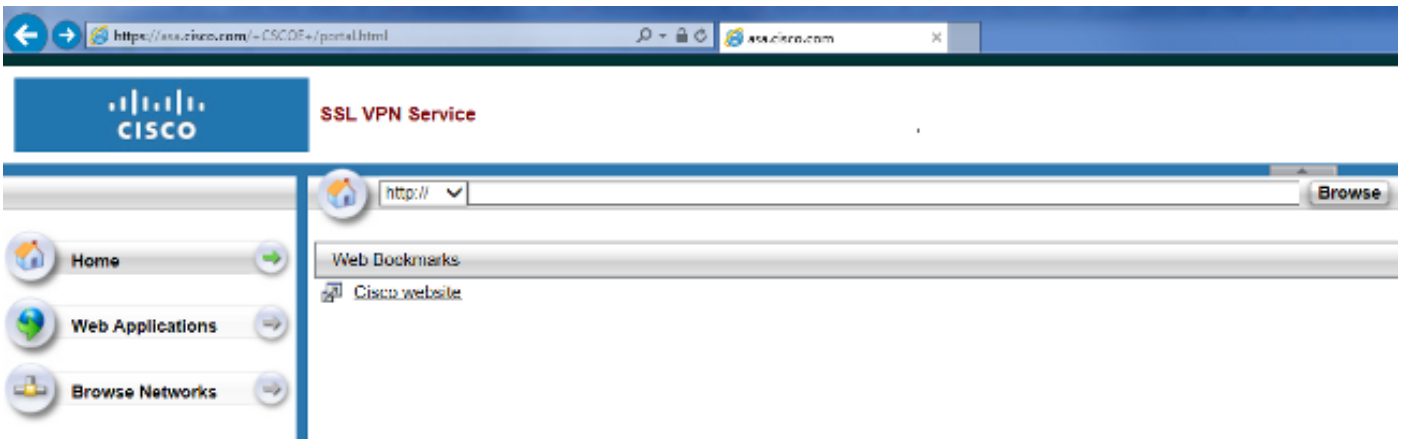 https://asa.cisco.com/+CSCOE+/portal.html
asa.cisco.com
CISCO
SSL VPN Service
http://
Browse
Home
Web Bookmarks
Cisco website
Web Applications
Browse Networks